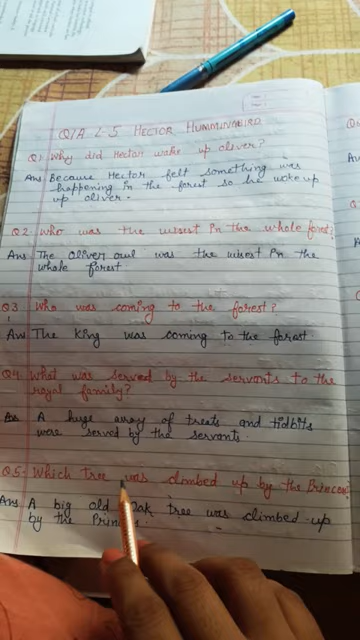 Q/A L-5 HECTOR HUMMINGBIRD
Q1 Why did Hector wake up oliver?
Ans Because Hector felt something was
happening in the forest so he woke up
up oliver.
Q2 Who was the wisest in the whole forest?
Ans The Oliver owl was the wisest in the
whole forest
Q3 Who was coming to the forest?
Ans The King was coming to the forest
Q4 What was served by the servants to the
royal family?
Ans A huge array of treats and tidbits
were served by the servants.
Q5 Which tree was climbed up by the
Ans A big old Oak tree was climbed up
by the